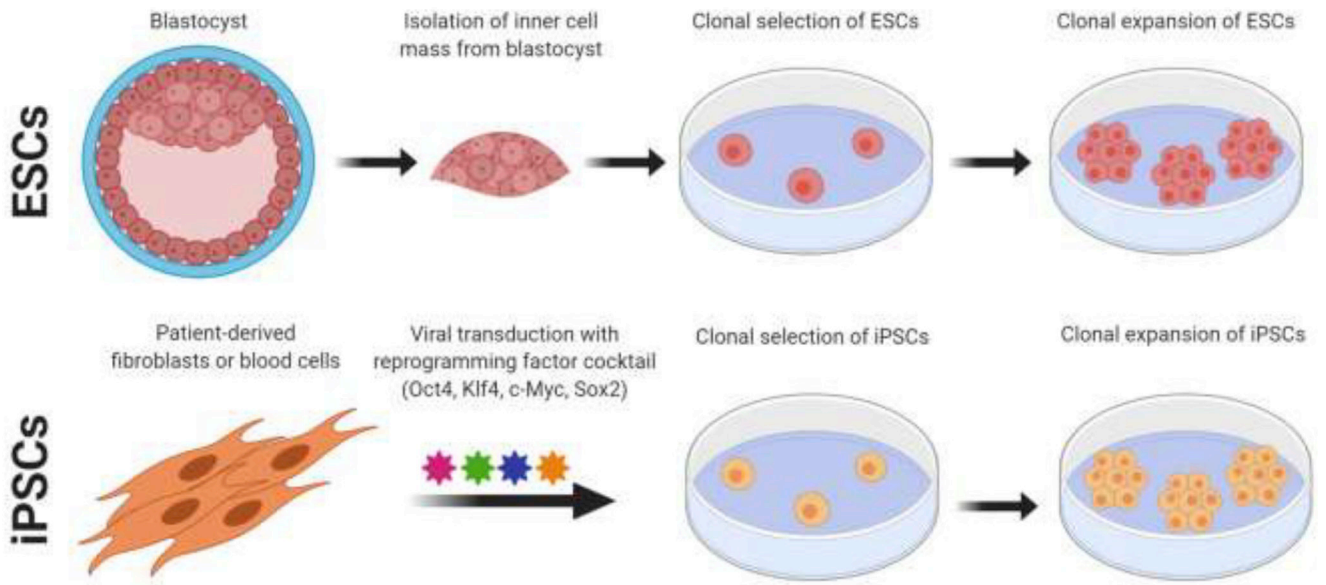 ESCs
Blastocyst
Isolation of inner cell
mass from blastocyst
Clonal selection of ESCs
Clonal expansion of ESCs
iPSCs
Patient-derived
fibroblasts or blood cells
Viral transduction with
reprogramming factor cocktail
(Oct4, Klf4, c-Myc, Sox2)
Clonal selection of iPSCs
Clonal expansion of iPSCs